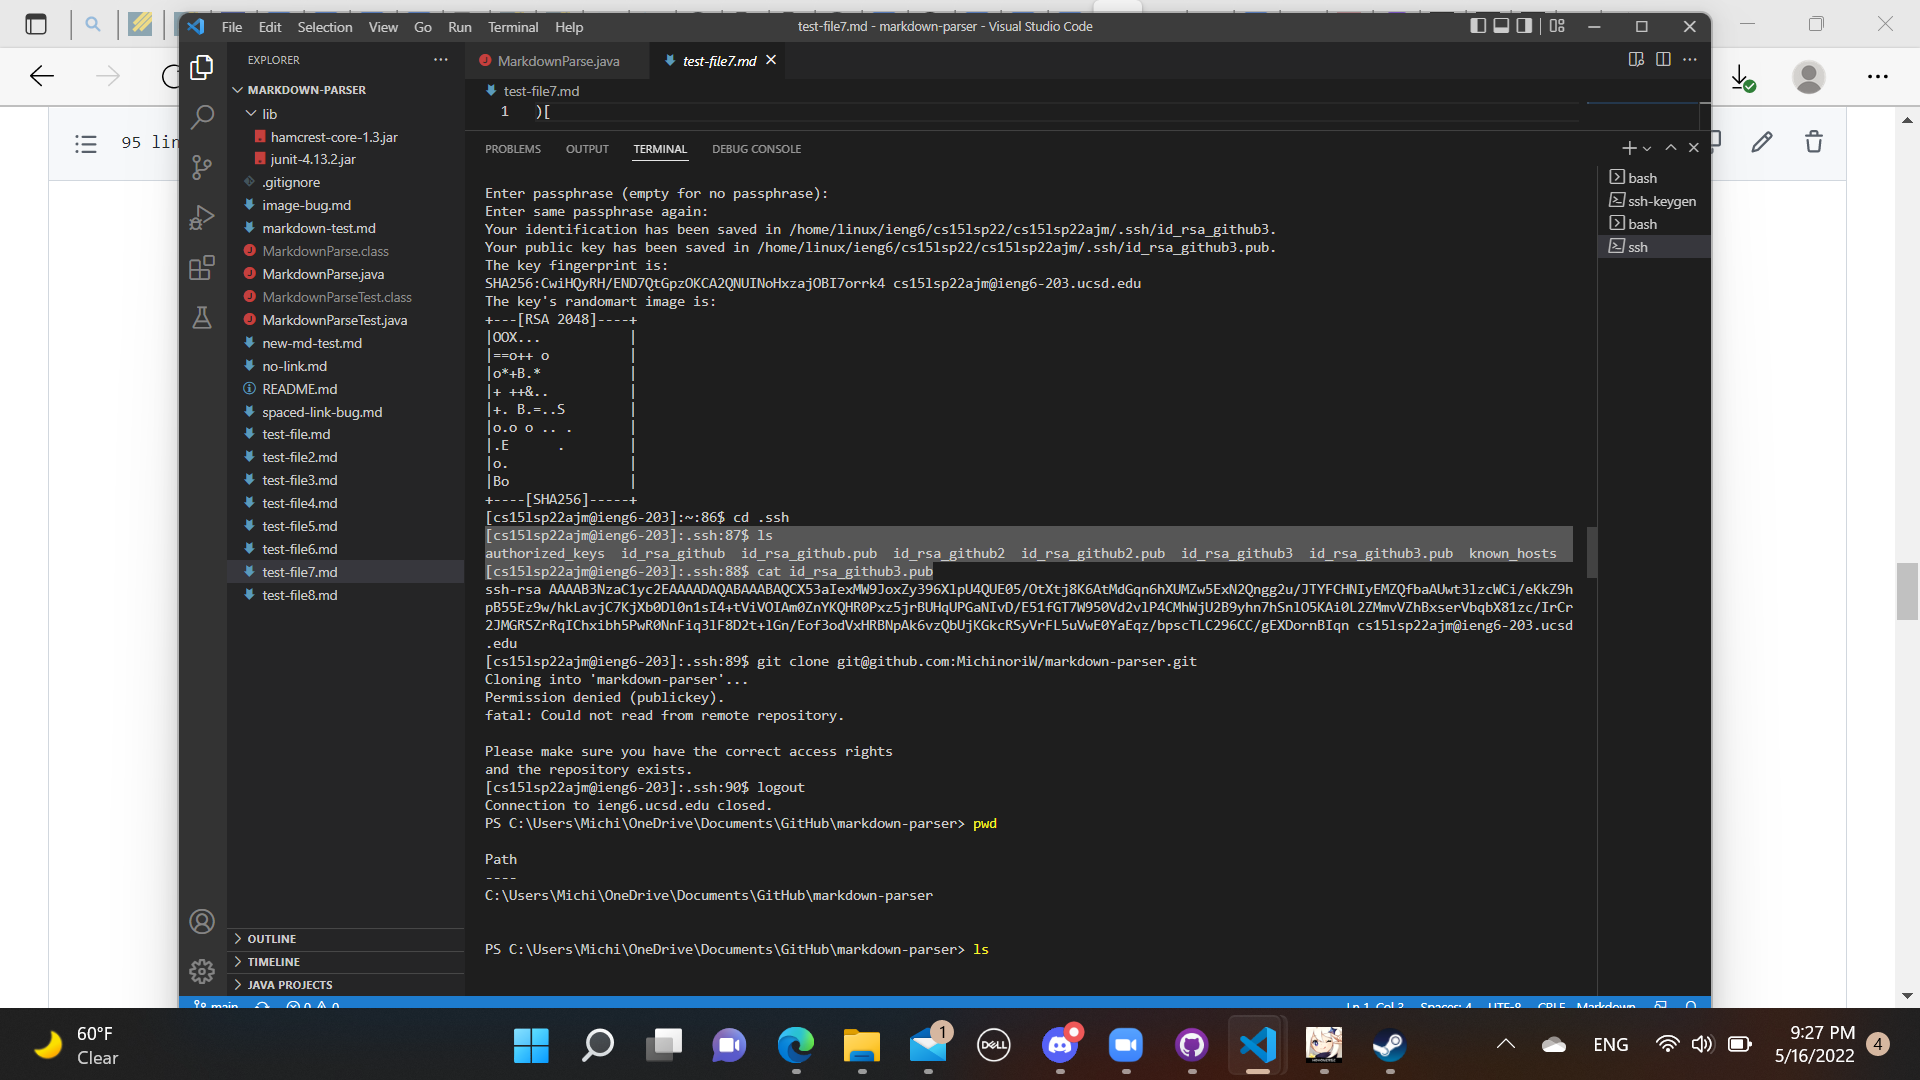 File Edit Selection View Go Run Terminal Help
test-file7.md - markdown-parser - Visual Studio Code
EXPLORER
MARKDOWN-PARSER
lib
hamcrest-core-1.3.jar
junit-4.13.2.jar
.gitignore
image-bug.md
markdown-test.md
MarkdownParse.class
MarkdownParse.java
MarkdownParseTest.class
MarkdownParseTest.java
new-md-test.md
no-link.md
README.md
spaced-link-bug.md
test-file.md
test-file2.md
test-file3.md
test-file4.md
test-file5.md
test-file6.md
test-file7.md
test-file8.md
OUTLINE
TIMELINE
JAVA PROJECTS
95 lin
MarkdownParse.java
test-file7.md
test-file7.md
1 )[
PROBLEMS OUTPUT TERMINAL DEBUG CONSOLE
bash
ssh-keygen
bash
ssh
Enter passphrase (empty for no passphrase):
Enter same passphrase again:
Your identification has been saved in /home/linux/ieng6/cs15lsp22/cs15lsp22ajm/.ssh/id_rsa_github3.
Your public key has been saved in /home/linux/ieng6/cs15lsp22/cs15lsp22ajm/.ssh/id_rsa_github3.pub.
The key fingerprint is:
SHA256:CwiHQyRH/END7QtGpzOKCA2QNUINoHxzajOBI7orrk4 cs15lsp22ajm@ieng6-203.ucsd.edu
The key's randomart image is:
+---[RSA 2048]----+
|OOX...           |
|==o++ o          |
|o*+B.*           |
|+ ++&..          |
|+. B.=..S        |
|o.o o .. .       |
|.E      .        |
|o.               |
|Bo               |
+----[SHA256]-----+
[cs15lsp22ajm@ieng6-203]:~:86$ cd .ssh
[cs15lsp22ajm@ieng6-203]:.ssh:87$ ls
authorized_keys  id_rsa_github  id_rsa_github.pub  id_rsa_github2  id_rsa_github2.pub  id_rsa_github3  id_rsa_github3.pub  known_hosts
[cs15lsp22ajm@ieng6-203]:.ssh:88$ cat id_rsa_github3.pub
ssh-rsa AAAAB3NzaC1yc2EAAAADAQABAAABAQCX53aIexMW9JoxZy396XlpU4QUE05/OtXtj8K6AtMdGqn6hXUMZw5ExN2Qngg2u/JTYFCHNIyEMZQfbaAUwt3lzcWCi/eKkZ9h
pB55Ez9w/hkLavjC7KjXb0Dl0n1sI4+tViVOIAm0ZnYKQHR0Pxz5jrBUHqUPGaNIvD/E51fGT7W950Vd2vlP4CMhWjU2B9yhn7hSnlO5KAi0L2ZMmvVZhBxserVbqbX81zc/IrCr
2JMGRSZrRqIChxibh5PwR0NnFiq3lF8D2t+lGn/Eof3odVxHRBNpAk6vzQbUjKGkcRSyVrFL5uVwE0YaEqz/bpscTLC296CC/gEXDornBIqn cs15lsp22ajm@ieng6-203.ucsd
.edu
[cs15lsp22ajm@ieng6-203]:.ssh:89$ git clone git@github.com:MichinoriW/markdown-parser.git
Cloning into 'markdown-parser'...
Permission denied (publickey).
fatal: Could not read from remote repository.
Please make sure you have the correct access rights
and the repository exists.
[cs15lsp22ajm@ieng6-203]:.ssh:90$ logout
Connection to ieng6.ucsd.edu closed.
PS C:\Users\Michi\OneDrive\Documents\GitHub\markdown-parser> pwd
Path
----
C:\Users\Michi\OneDrive\Documents\GitHub\markdown-parser
PS C:\Users\Michi\OneDrive\Documents\GitHub\markdown-parser> ls
main 0 0 Ln 1, Col 3 Spaces: 4 UTF-8 CRLF Markdown
60°F
Clear
1
DELL
ENG
9:27 PM
5/16/2022
4